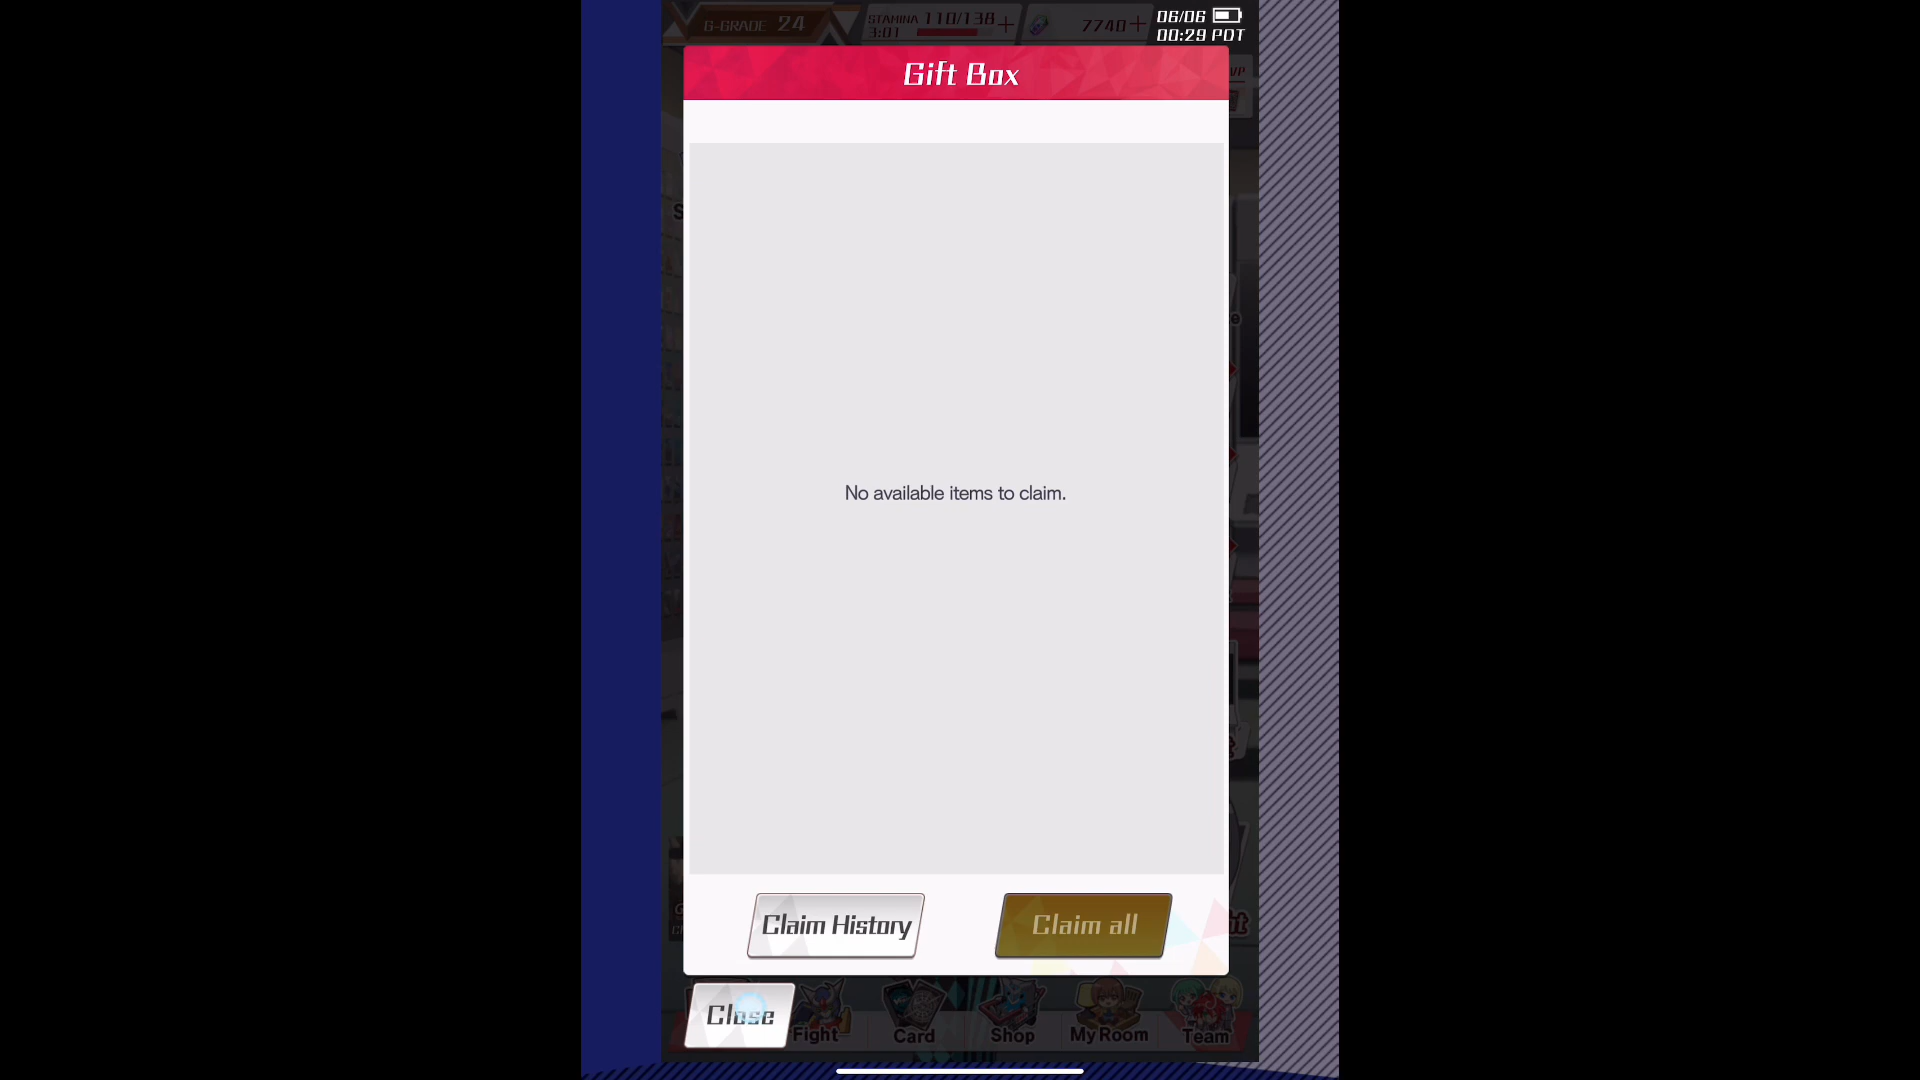 G-GRADE 24
STAMINA 110/138
3:01
7740
06/06
00:29 PDT
Gift Box
No available items to claim.
Claim History
Claim all
Close
Fight
Card
Shop
My Room
Team